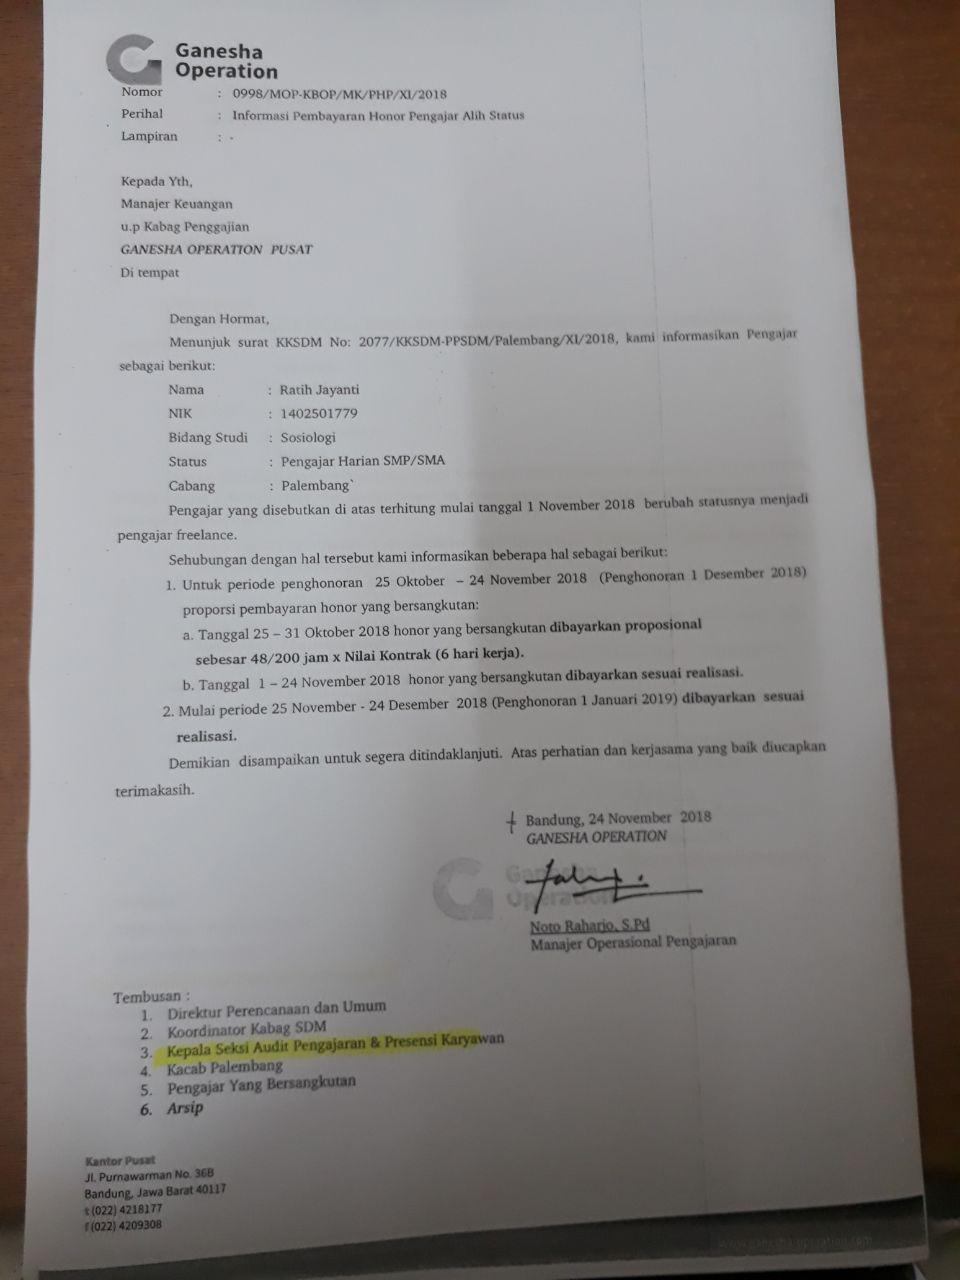 Ganesha
Operation
Nomor : 0998/MOP-KBOP/MK/PHP/XI/2018
Perihal : Informasi Pembayaran Honor Pengajar Alih Status
Lampiran : -
Kepada Yth,
Manajer Keuangan
u.p Kabag Penggajian
GANESHA OPERATION PUSAT
Di tempat
Dengan Hormat,
Menunjuk surat KKSDM No: 2077/KKSDM-PPSDM/Palembang/XI/2018, kami informasikan Pengajar
sebagai berikut:
Nama : Ratih Jayanti
NIK : 1402501779
Bidang Studi : Sosiologi
Status : Pengajar Harian SMP/SMA
Cabang : Palembang`
Pengajar yang disebutkan di atas terhitung mulai tanggal 1 November 2018 berubah statusnya menjadi
pengajar freelance.
Sehubungan dengan hal tersebut kami informasikan beberapa hal sebagai berikut:
1. Untuk periode penghonoran 25 Oktober – 24 November 2018 (Penghonoran 1 Desember 2018)
proporsi pembayaran honor yang bersangkutan:
a. Tanggal 25 – 31 Oktober 2018 honor yang bersangkutan dibayarkan proposional
sebesar 48/200 jam x Nilai Kontrak (6 hari kerja).
b. Tanggal 1 – 24 November 2018 honor yang bersangkutan dibayarkan sesuai realisasi.
2. Mulai periode 25 November - 24 Desember 2018 (Penghonoran 1 Januari 2019) dibayarkan sesuai
realisasi.
Demikian disampaikan untuk segera ditindaklanjuti. Atas perhatian dan kerjasama yang baik diucapkan
terimakasih.
Bandung, 24 November 2018
GANESHA OPERATION
Ganesha
Operation
Noto Raharjo, S.Pd
Manajer Operasional Pengajaran
Tembusan :
1. Direktur Perencanaan dan Umum
2. Koordinator Kabag SDM
3. Kepala Seksi Audit Pengajaran & Presensi Karyawan
4. Kacab Palembang
5. Pengajar Yang Bersangkutan
6. Arsip
Kantor Pusat
Jl. Purnawarman No. 36B
Bandung, Jawa Barat 40117
t (022) 4218177
f (022) 4209308
www.ganesha-operation.com